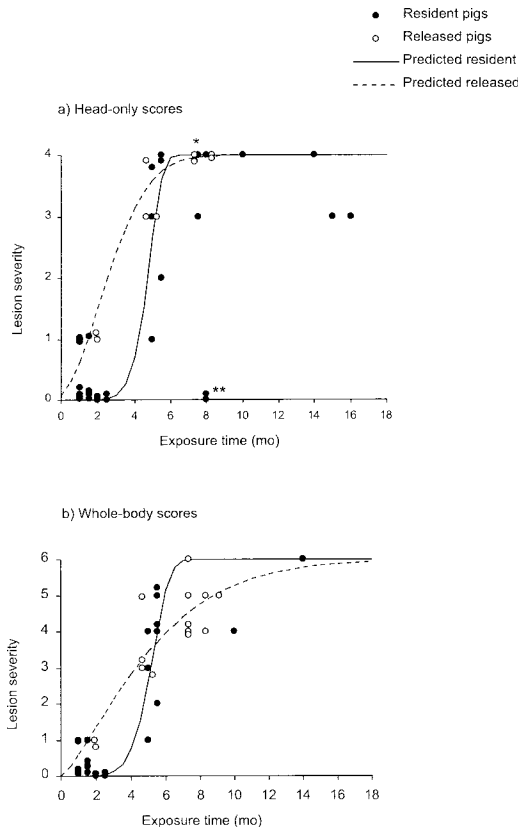 Resident pigs
Released pigs
Predicted resident
Predicted released
a) Head-only scores
*
4
3
2
1
0
**
Lesion severity
0 2 4 6 8 10 12 14 16 18
Exposure time (mo)
b) Whole-body scores
6
5
4
3
2
1
0
Lesion severity
0 2 4 6 8 10 12 14 16 18
Exposure time (mo)